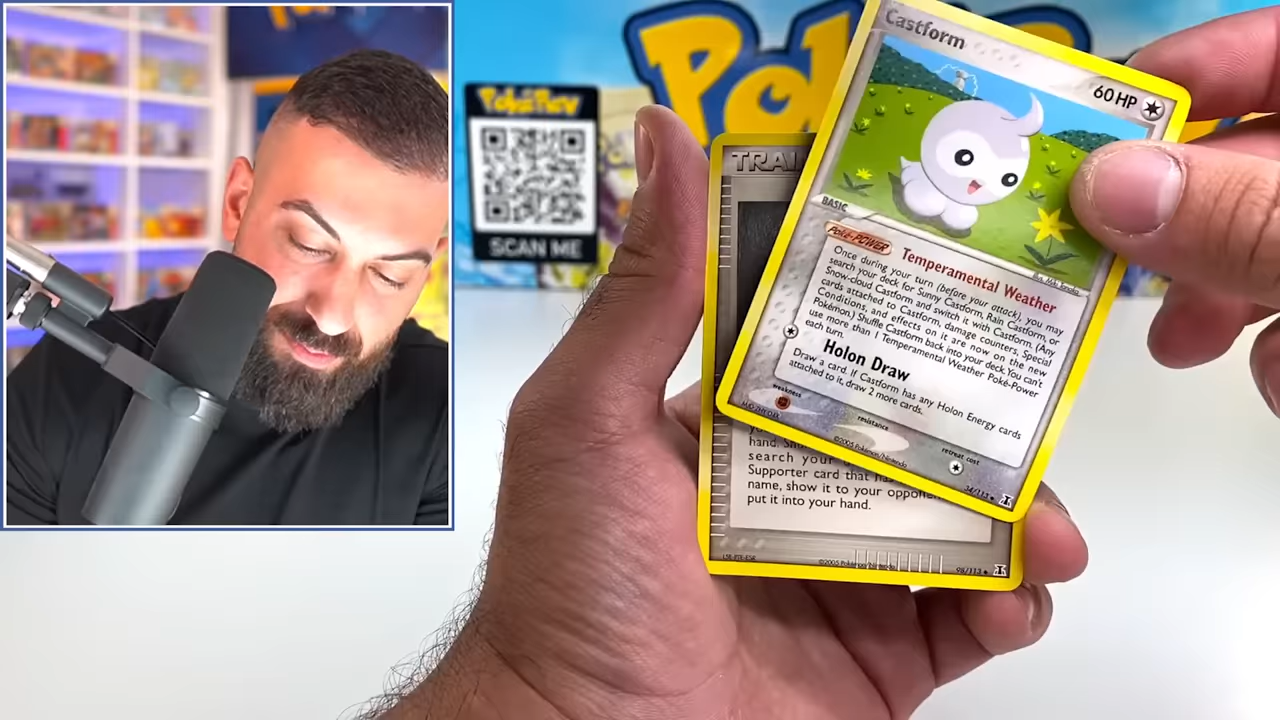 PokéRev
SCAN ME
Pok
Castform
60 HP
BASIC
Poké-POWER Temperamental Weather
Once during your turn (before your attack), you may
search your deck for Sunny Castform, Rain Castform, or
Snow-cloud Castform and switch it with Castform. (Any
cards attached to Castform, damage counters, Special
Conditions, and effects on it are now on the new
Pokémon.) Shuffle Castform back into your deck. You can't
use more than 1 Temperamental Weather Poké-Power
each turn.
Holon Draw
Draw a card. If Castform has any Holon Energy cards
attached to it, draw 2 more cards.
weakness
resistance
retreat cost
©2005 Pokémon/Nintendo
TRAI
hand.
search your
Supporter card that has
name, show it to your oppone
put it into your hand.
©2005 Pokémon/Nintendo
98/113